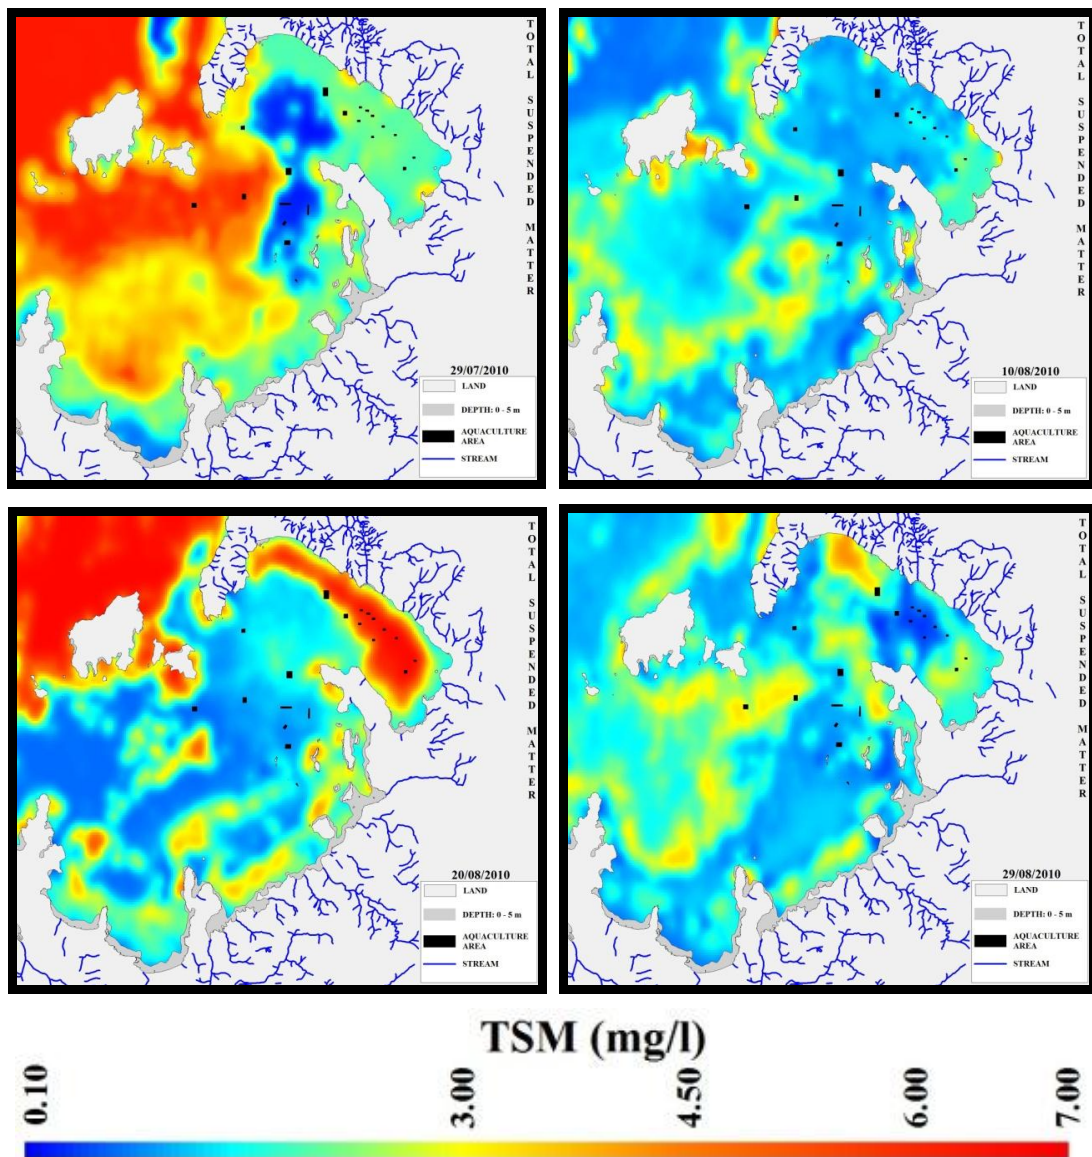 TOTAL SUSPENDED MATTER
29/07/2010
LAND
DEPTH: 0 - 5 m
AQUACULTURE
AREA
STREAM
TOTAL SUSPENDED MATTER
10/08/2010
LAND
DEPTH: 0 - 5 m
AQUACULTURE
AREA
STREAM
TOTAL SUSPENDED MATTER
20/08/2010
LAND
DEPTH: 0 - 5 m
AQUACULTURE
AREA
STREAM
TOTAL SUSPENDED MATTER
29/08/2010
LAND
DEPTH: 0 - 5 m
AQUACULTURE
AREA
STREAM
TSM (mg/l)
0.10
3.00
4.50
6.00
7.00